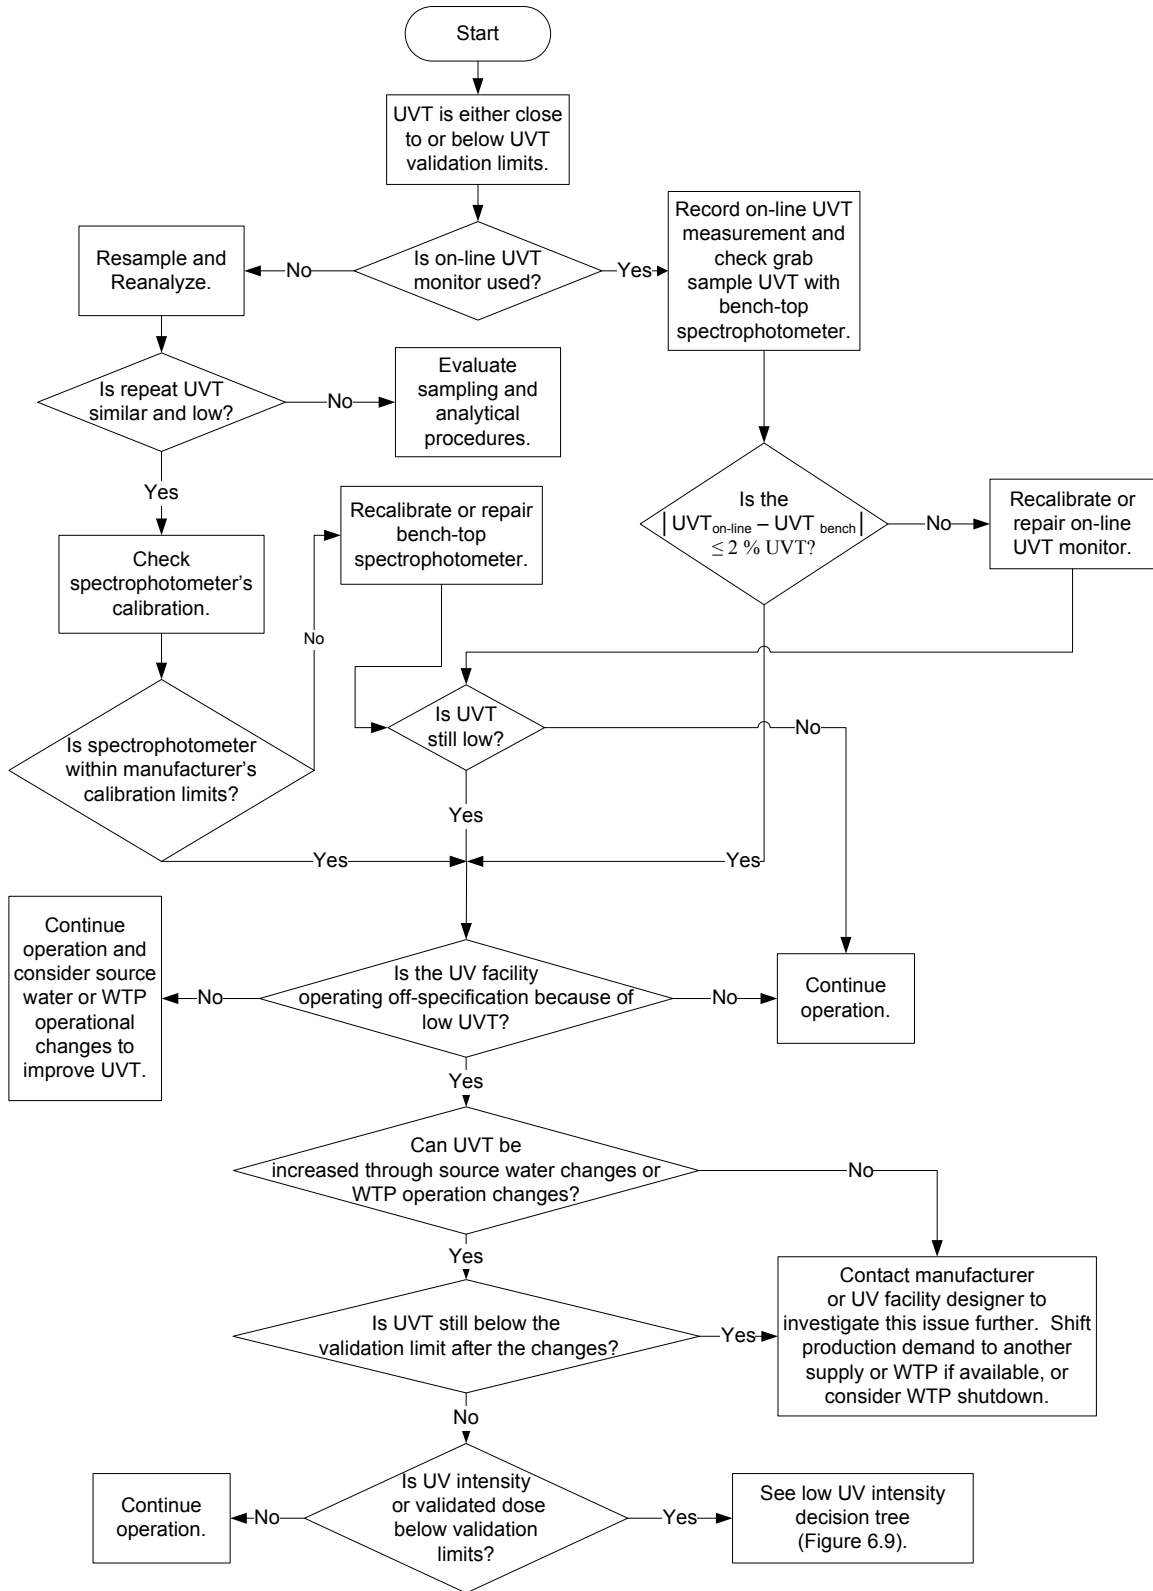 Start
UVT is either close
to or below UVT
validation limits.
Is on-line UVT
monitor used?
No
Yes
Resample and
Reanalyze.
Record on-line UVT
measurement and
check grab
sample UVT with
bench-top
spectrophotometer.
Is repeat UVT
similar and low?
No
Evaluate
sampling and
analytical
procedures.
Yes
Check
spectrophotometer's
calibration.
Recalibrate or repair
bench-top
spectrophotometer.
Is the
|UVTon-line – UVT bench|
≤ 2 % UVT?
No
Recalibrate or
repair on-line
UVT monitor.
No
Is spectrophotometer
within manufacturer's
calibration limits?
Is UVT
still low?
No
Yes
Yes
Yes
Continue
operation and
consider source
water or WTP
operational
changes to
improve UVT.
No
Is the UV facility
operating off-specification because of
low UVT?
No
Continue
operation.
Yes
Can UVT be
increased through source water changes or
WTP operation changes?
No
Yes
Is UVT still below the
validation limit after the changes?
Yes
Contact manufacturer
or UV facility designer to
investigate this issue further.  Shift
production demand to another
supply or WTP if available, or
consider WTP shutdown.
No
Continue
operation.
No
Is UV intensity
or validated dose
below validation
limits?
Yes
See low UV intensity
decision tree
(Figure 6.9).